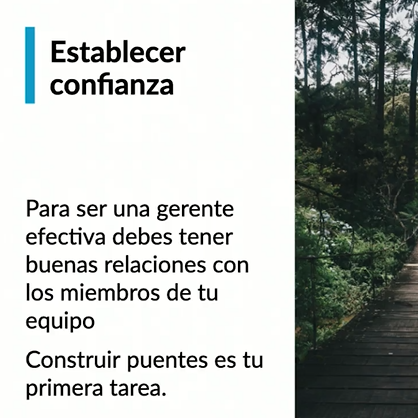 Establecer
confianza
Para ser una gerente
efectiva debes tener
buenas relaciones con
los miembros de tu
equipo
Construir puentes es tu
primera tarea.